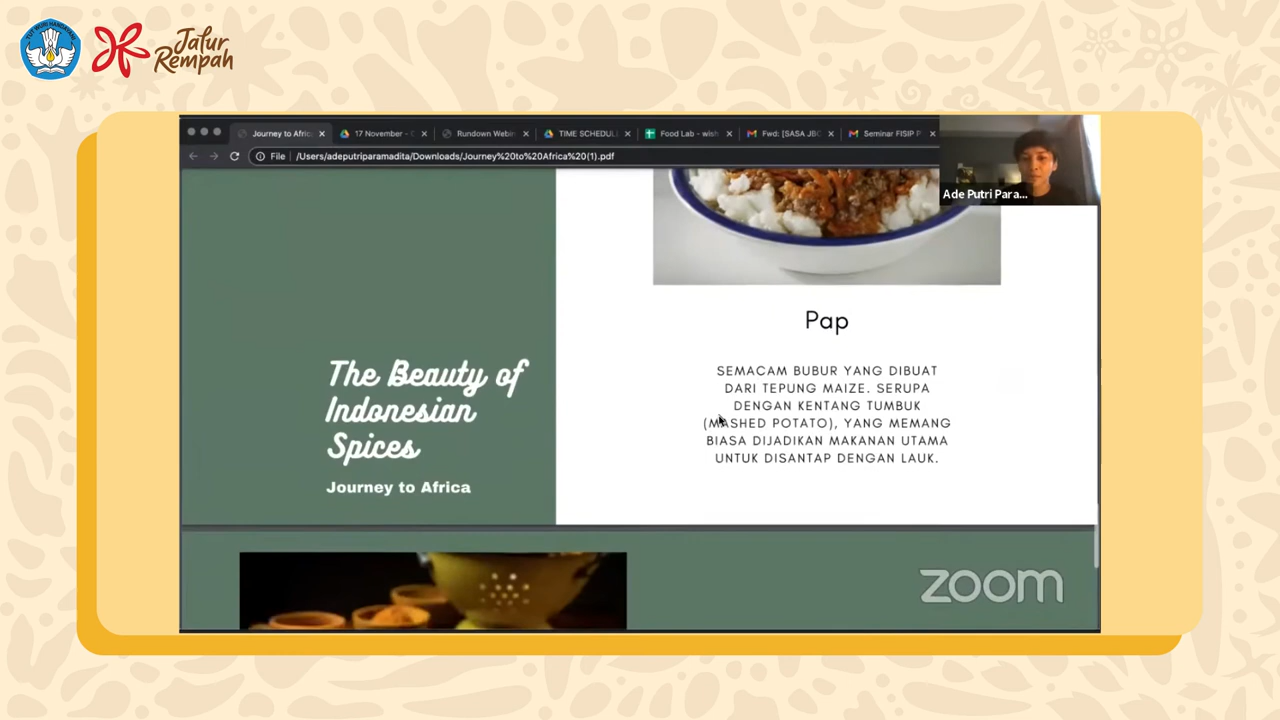 TUT WURI HANDAYANI
Jalur
Rempah
Journey to Afric
17 November -
Rundown Webin
TIME SCHEDUL
Food Lab - wish
Fwd: [SASA JBC
Seminar FISIP P
File
/Users/adeputriparamadita/Downloads/Journey%20to%20Africa%20(1).pdf
Ade Putri Para...
Pap
SEMACAM BUBUR YANG DIBUAT
DARI TEPUNG MAIZE. SERUPA
DENGAN KENTANG TUMBUK
(MASHED POTATO), YANG MEMANG
BIASA DIJADIKAN MAKANAN UTAMA
UNTUK DISANTAP DENGAN LAUK.
The Beauty of
Indonesian
Spices
Journey to Africa
zoom